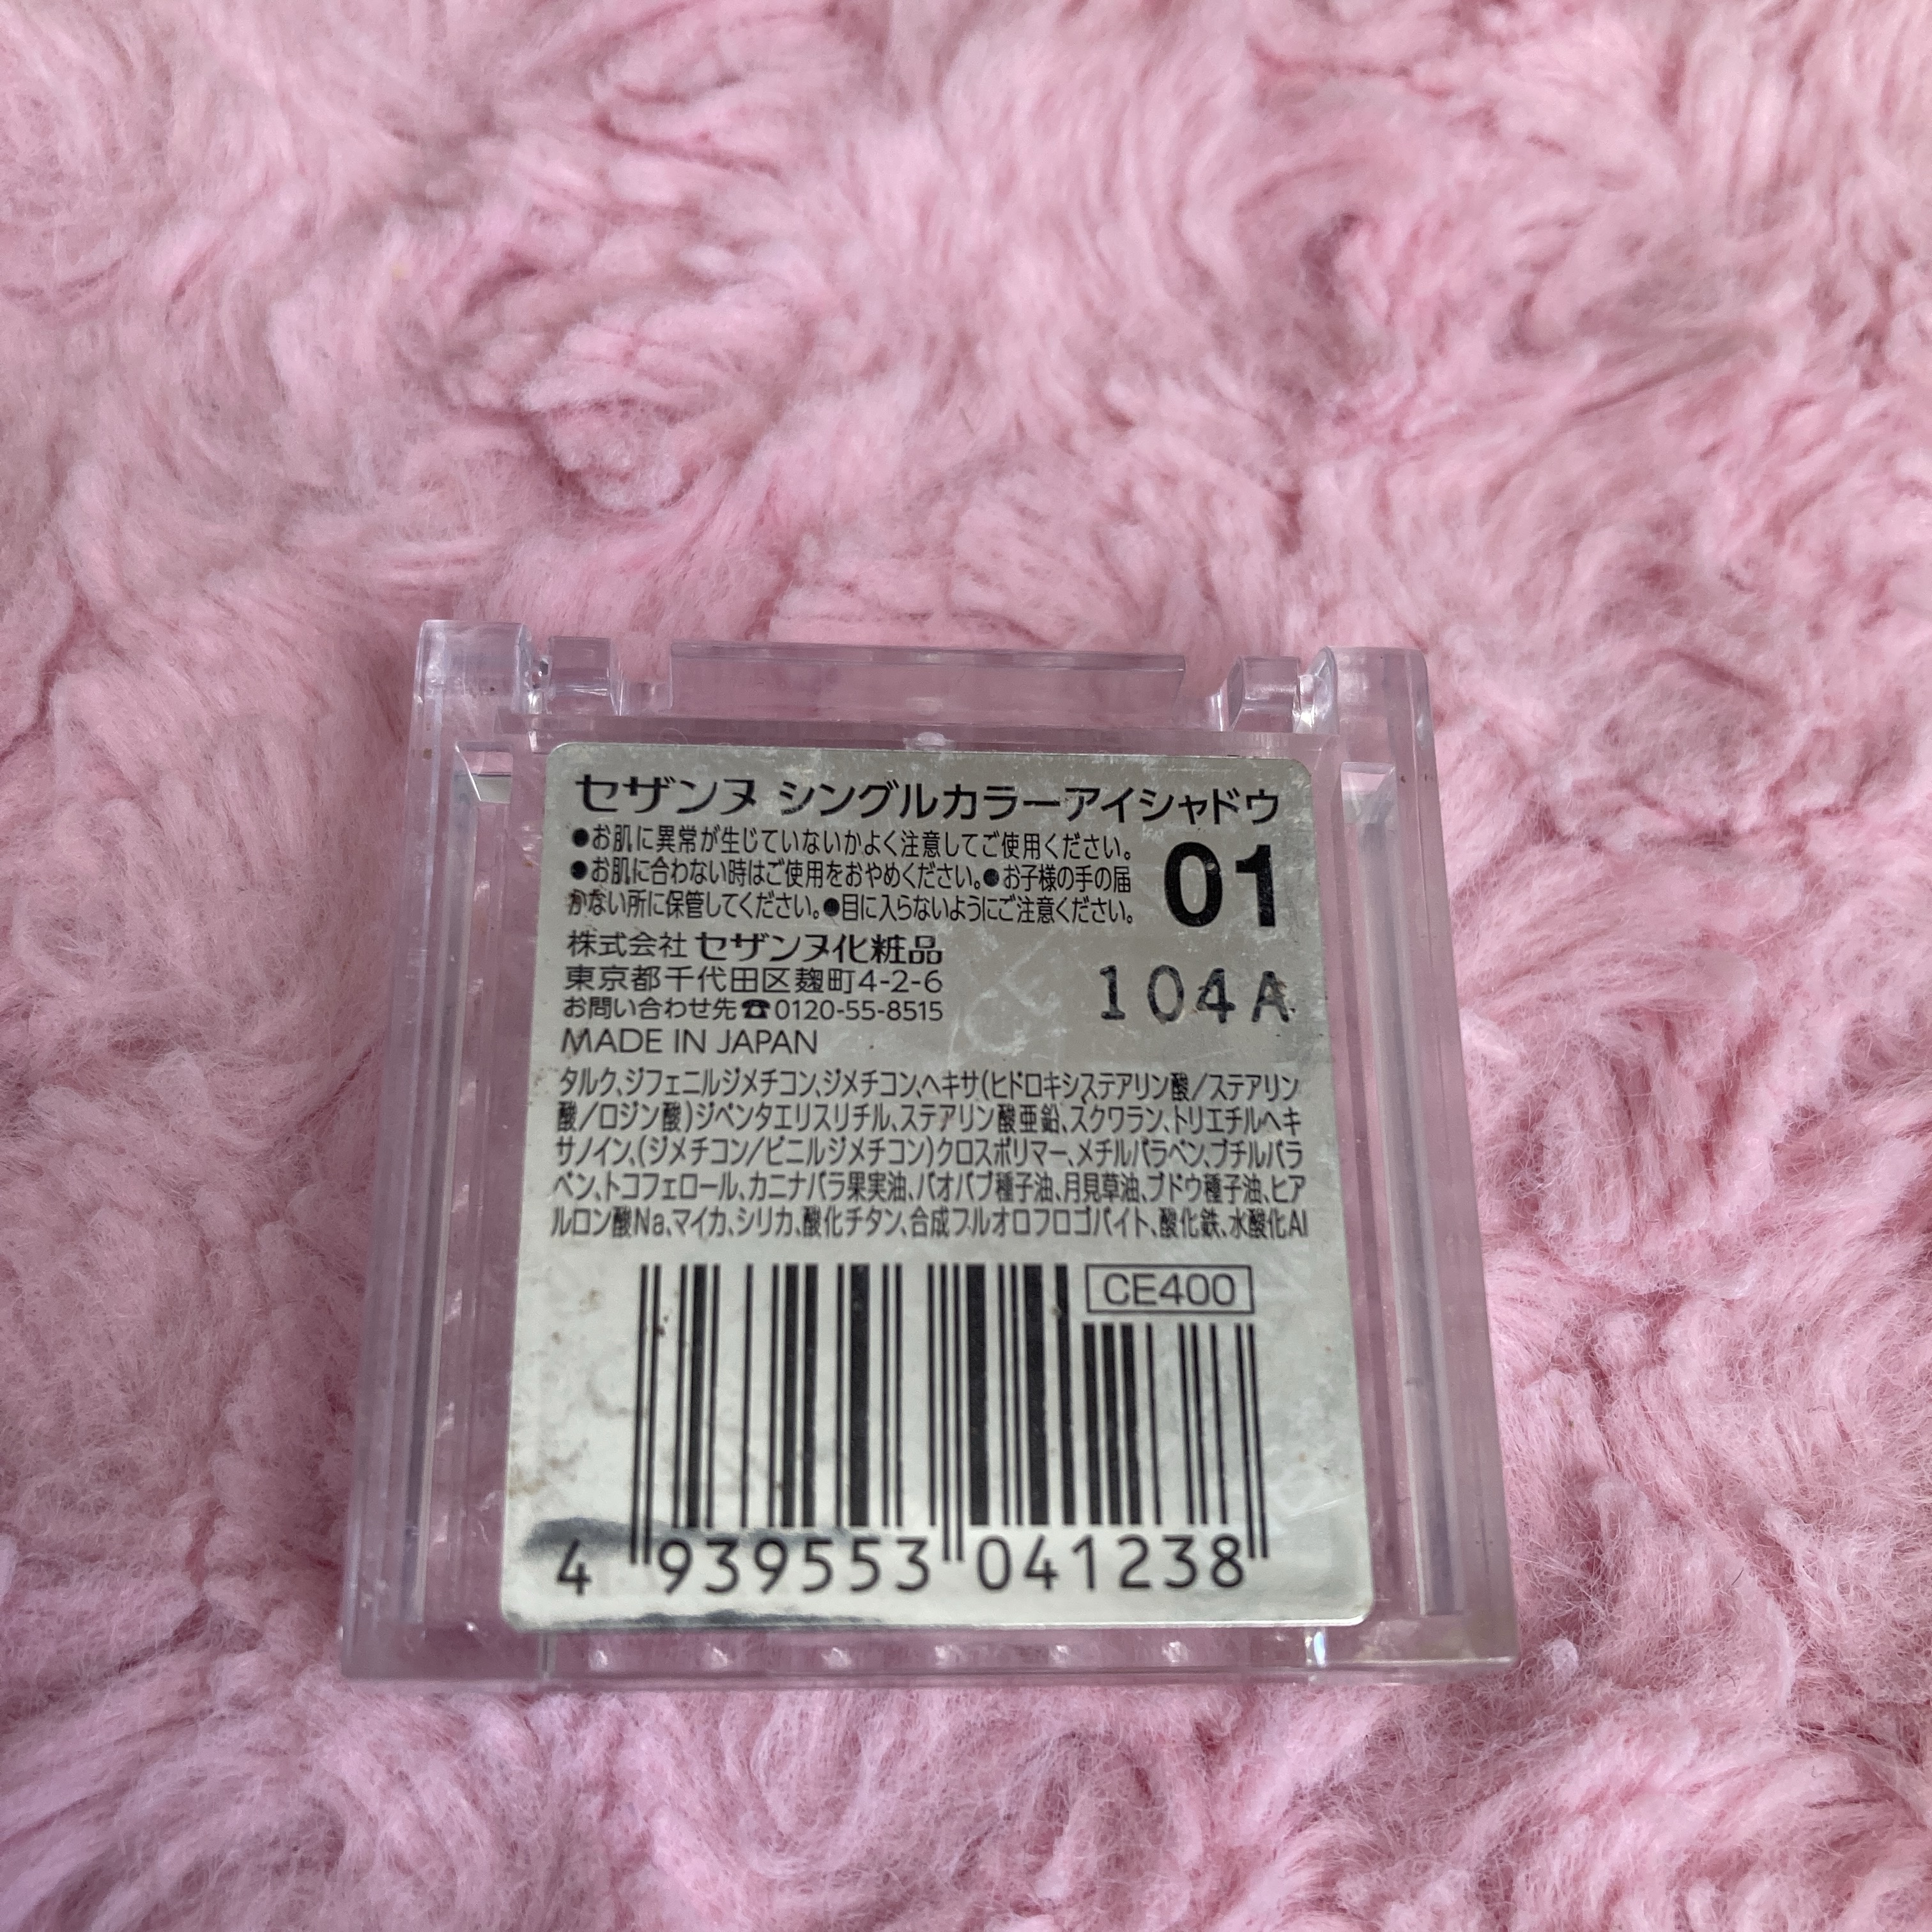 セザンヌ シングルカラーアイシャドウ
●お肌に異常が生じていないかよく注意してご使用ください。
●お肌に合わない時はご使用をおやめください。●お子様の手の届
かない所に保管してください。●目に入らないようにご注意ください。
01
株式会社 セザンヌ化粧品
東京都千代田区麹町4-2-6
お問い合わせ先☎0120-55-8515
MADE IN JAPAN
104A
タルク、ジフェニルジメチコン、ジメチコン、ヘキサ(ヒドロキシステアリン酸/ステアリン
酸/ロジン酸)ジペンタエリスリチル、ステアリン酸亜鉛、スクワラン、トリエチルヘキ
サノイン、(ジメチコン/ビニルジメチコン)クロスポリマー、メチルパラベン、ブチルパラ
ベン、トコフェロール、カニナバラ果実油、バオバブ種子油、月見草油、ブドウ種子油、ヒア
ルロン酸Na、マイカ、シリカ、酸化チタン、合成フルオロフロゴパイト、酸化鉄、水酸化Al
CE400
4 939553 041238